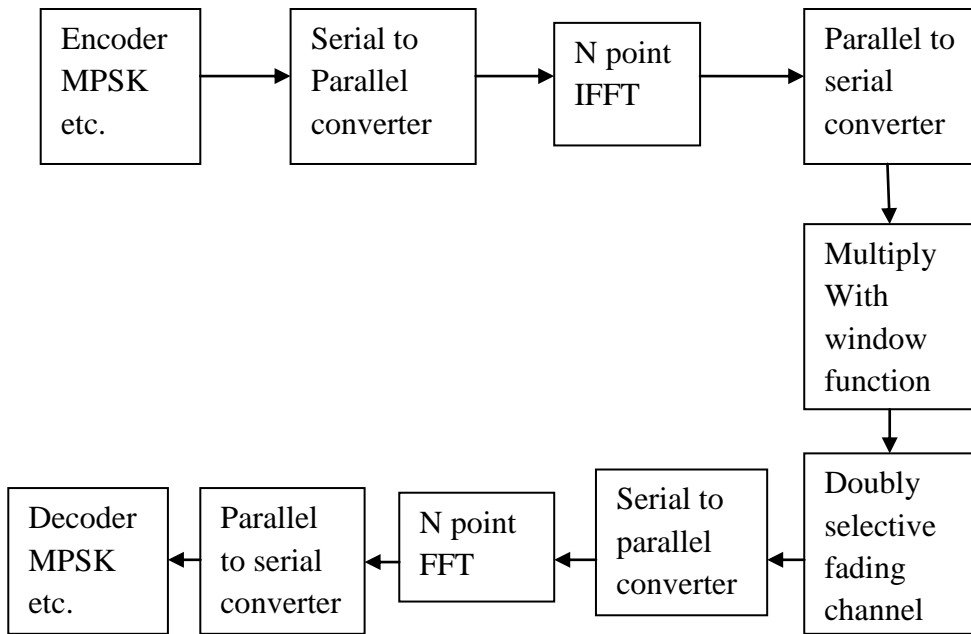 Encoder
MPSK
etc.
Serial to
Parallel
converter
N point
IFFT
Parallel to
serial
converter
Multiply
With
window
function
Doubly
selective
fading
channel
Serial to
parallel
converter
N point
FFT
Parallel
to serial
converter
Decoder
MPSK
etc.